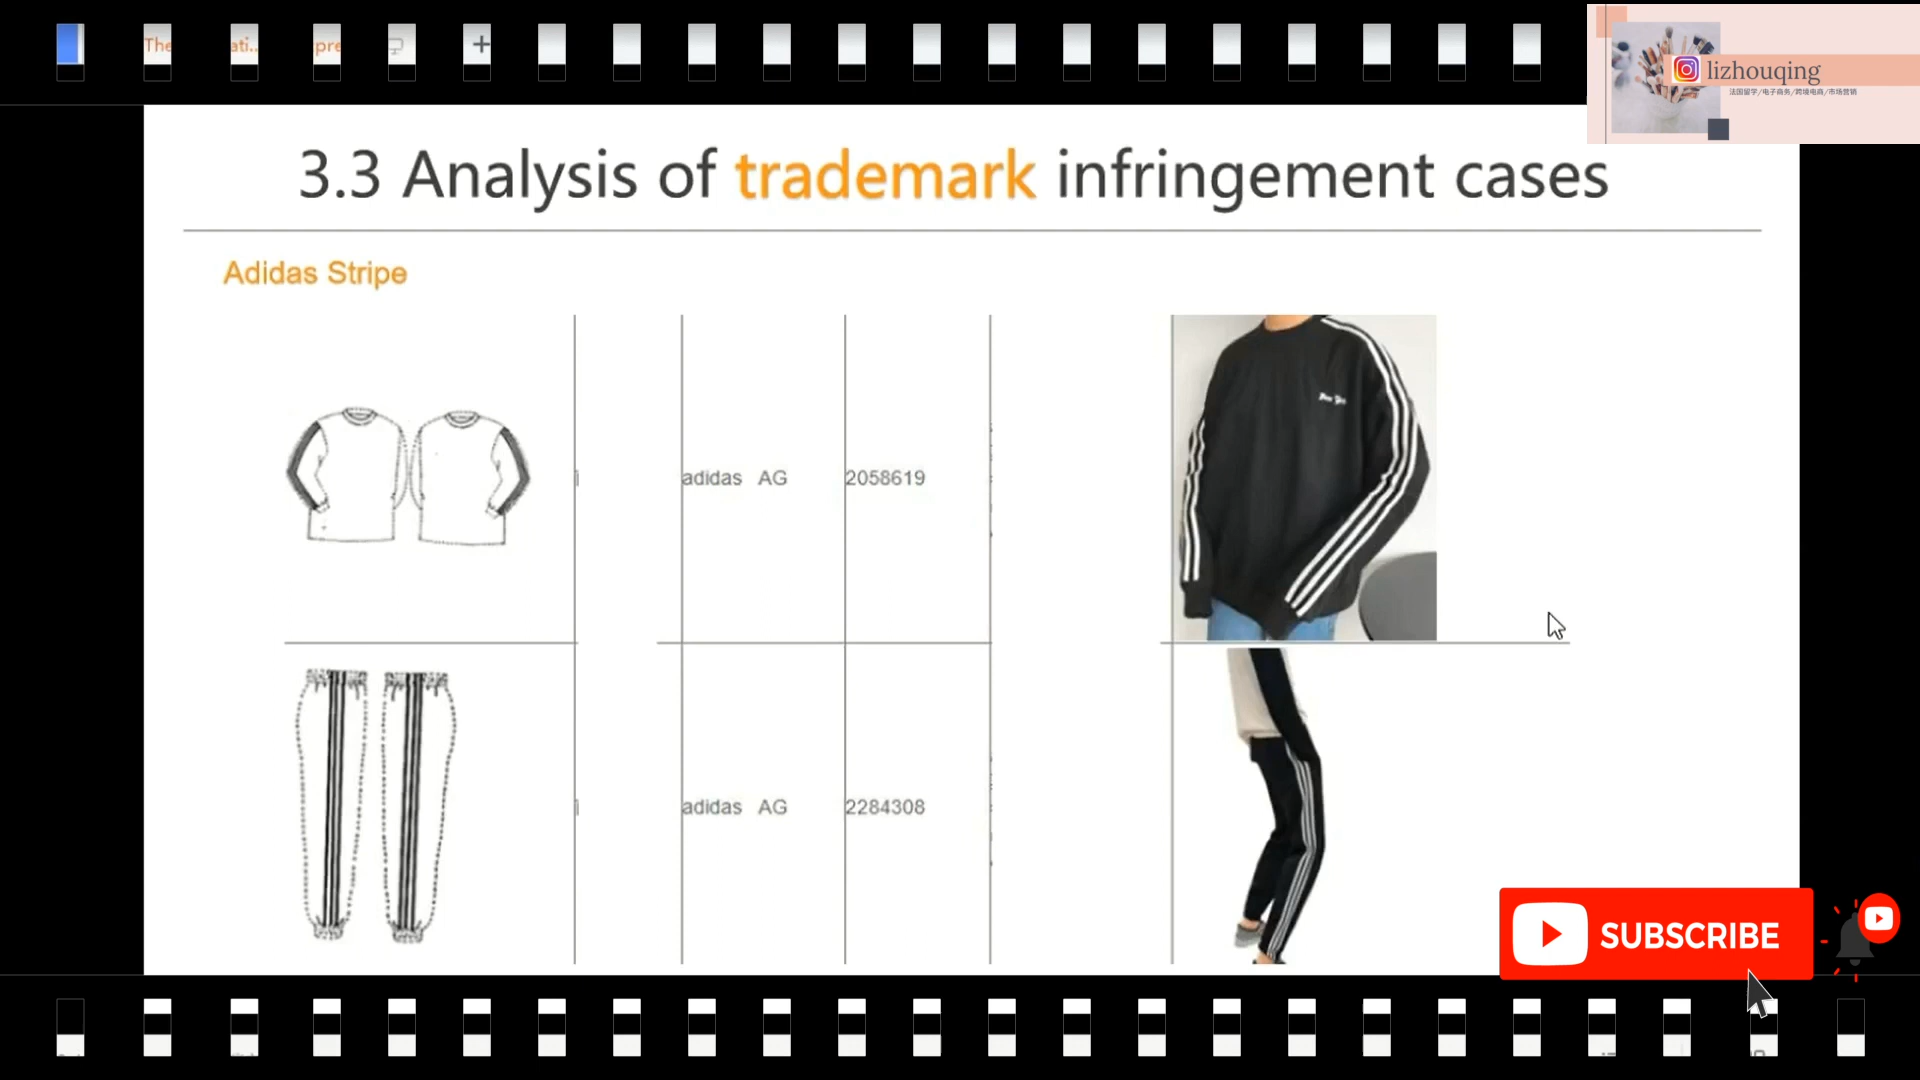 lizhouqing
法国留学/电子商务/跨境电商/市场营销
3.3 Analysis of trademark infringement cases
Adidas Stripe
adidas AG 2058619
adidas AG 2284308
SUBSCRIBE